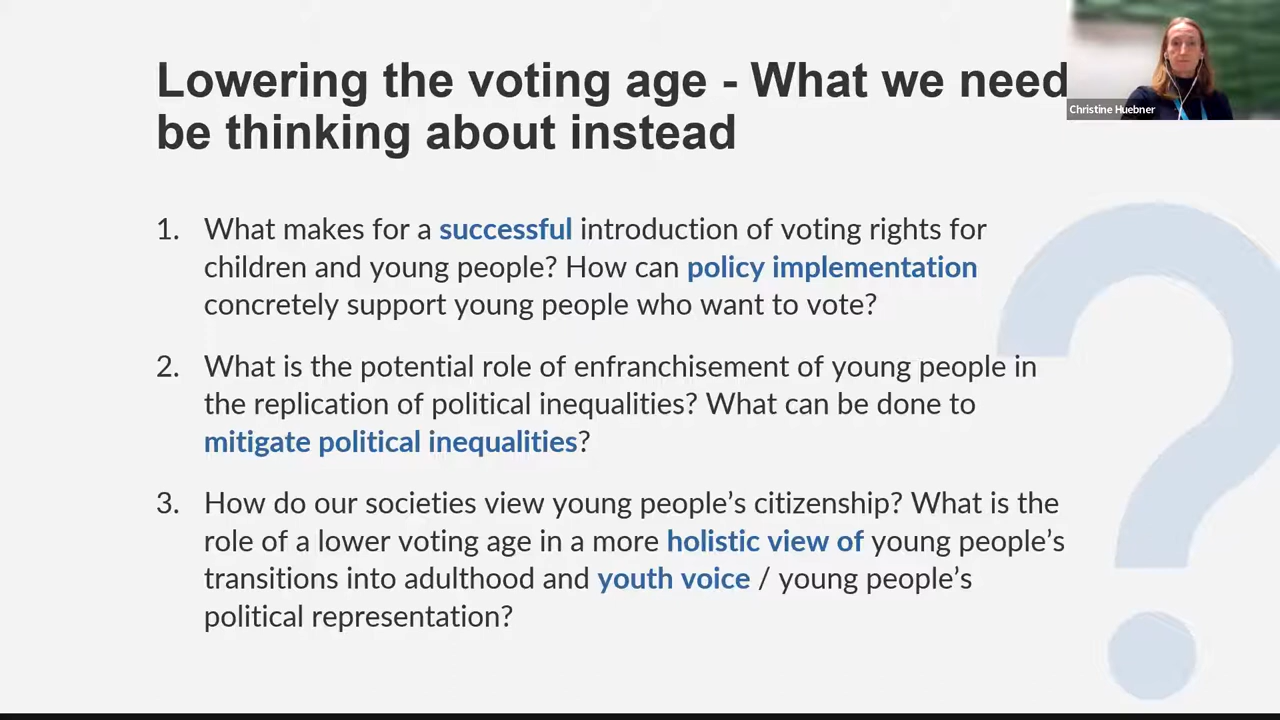 Lowering the voting age - What we need
be thinking about instead
Christine Huebner
1. What makes for a successful introduction of voting rights for
children and young people? How can policy implementation
concretely support young people who want to vote?
2. What is the potential role of enfranchisement of young people in
the replication of political inequalities? What can be done to
mitigate political inequalities?
3. How do our societies view young people’s citizenship? What is the
role of a lower voting age in a more holistic view of young people’s
transitions into adulthood and youth voice / young people’s
political representation?